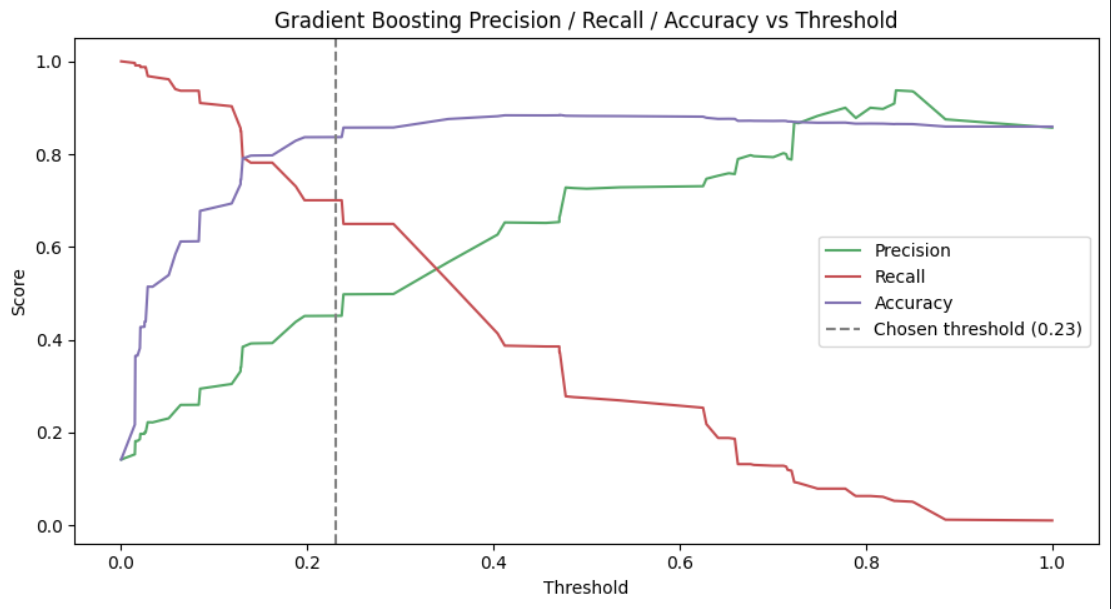 Gradient Boosting Precision / Recall / Accuracy vs Threshold
1.0
0.8
0.6
0.4
0.2
0.0
Score
Precision
Recall
Accuracy
Chosen threshold (0.23)
0.0 0.2 0.4 0.6 0.8 1.0
Threshold